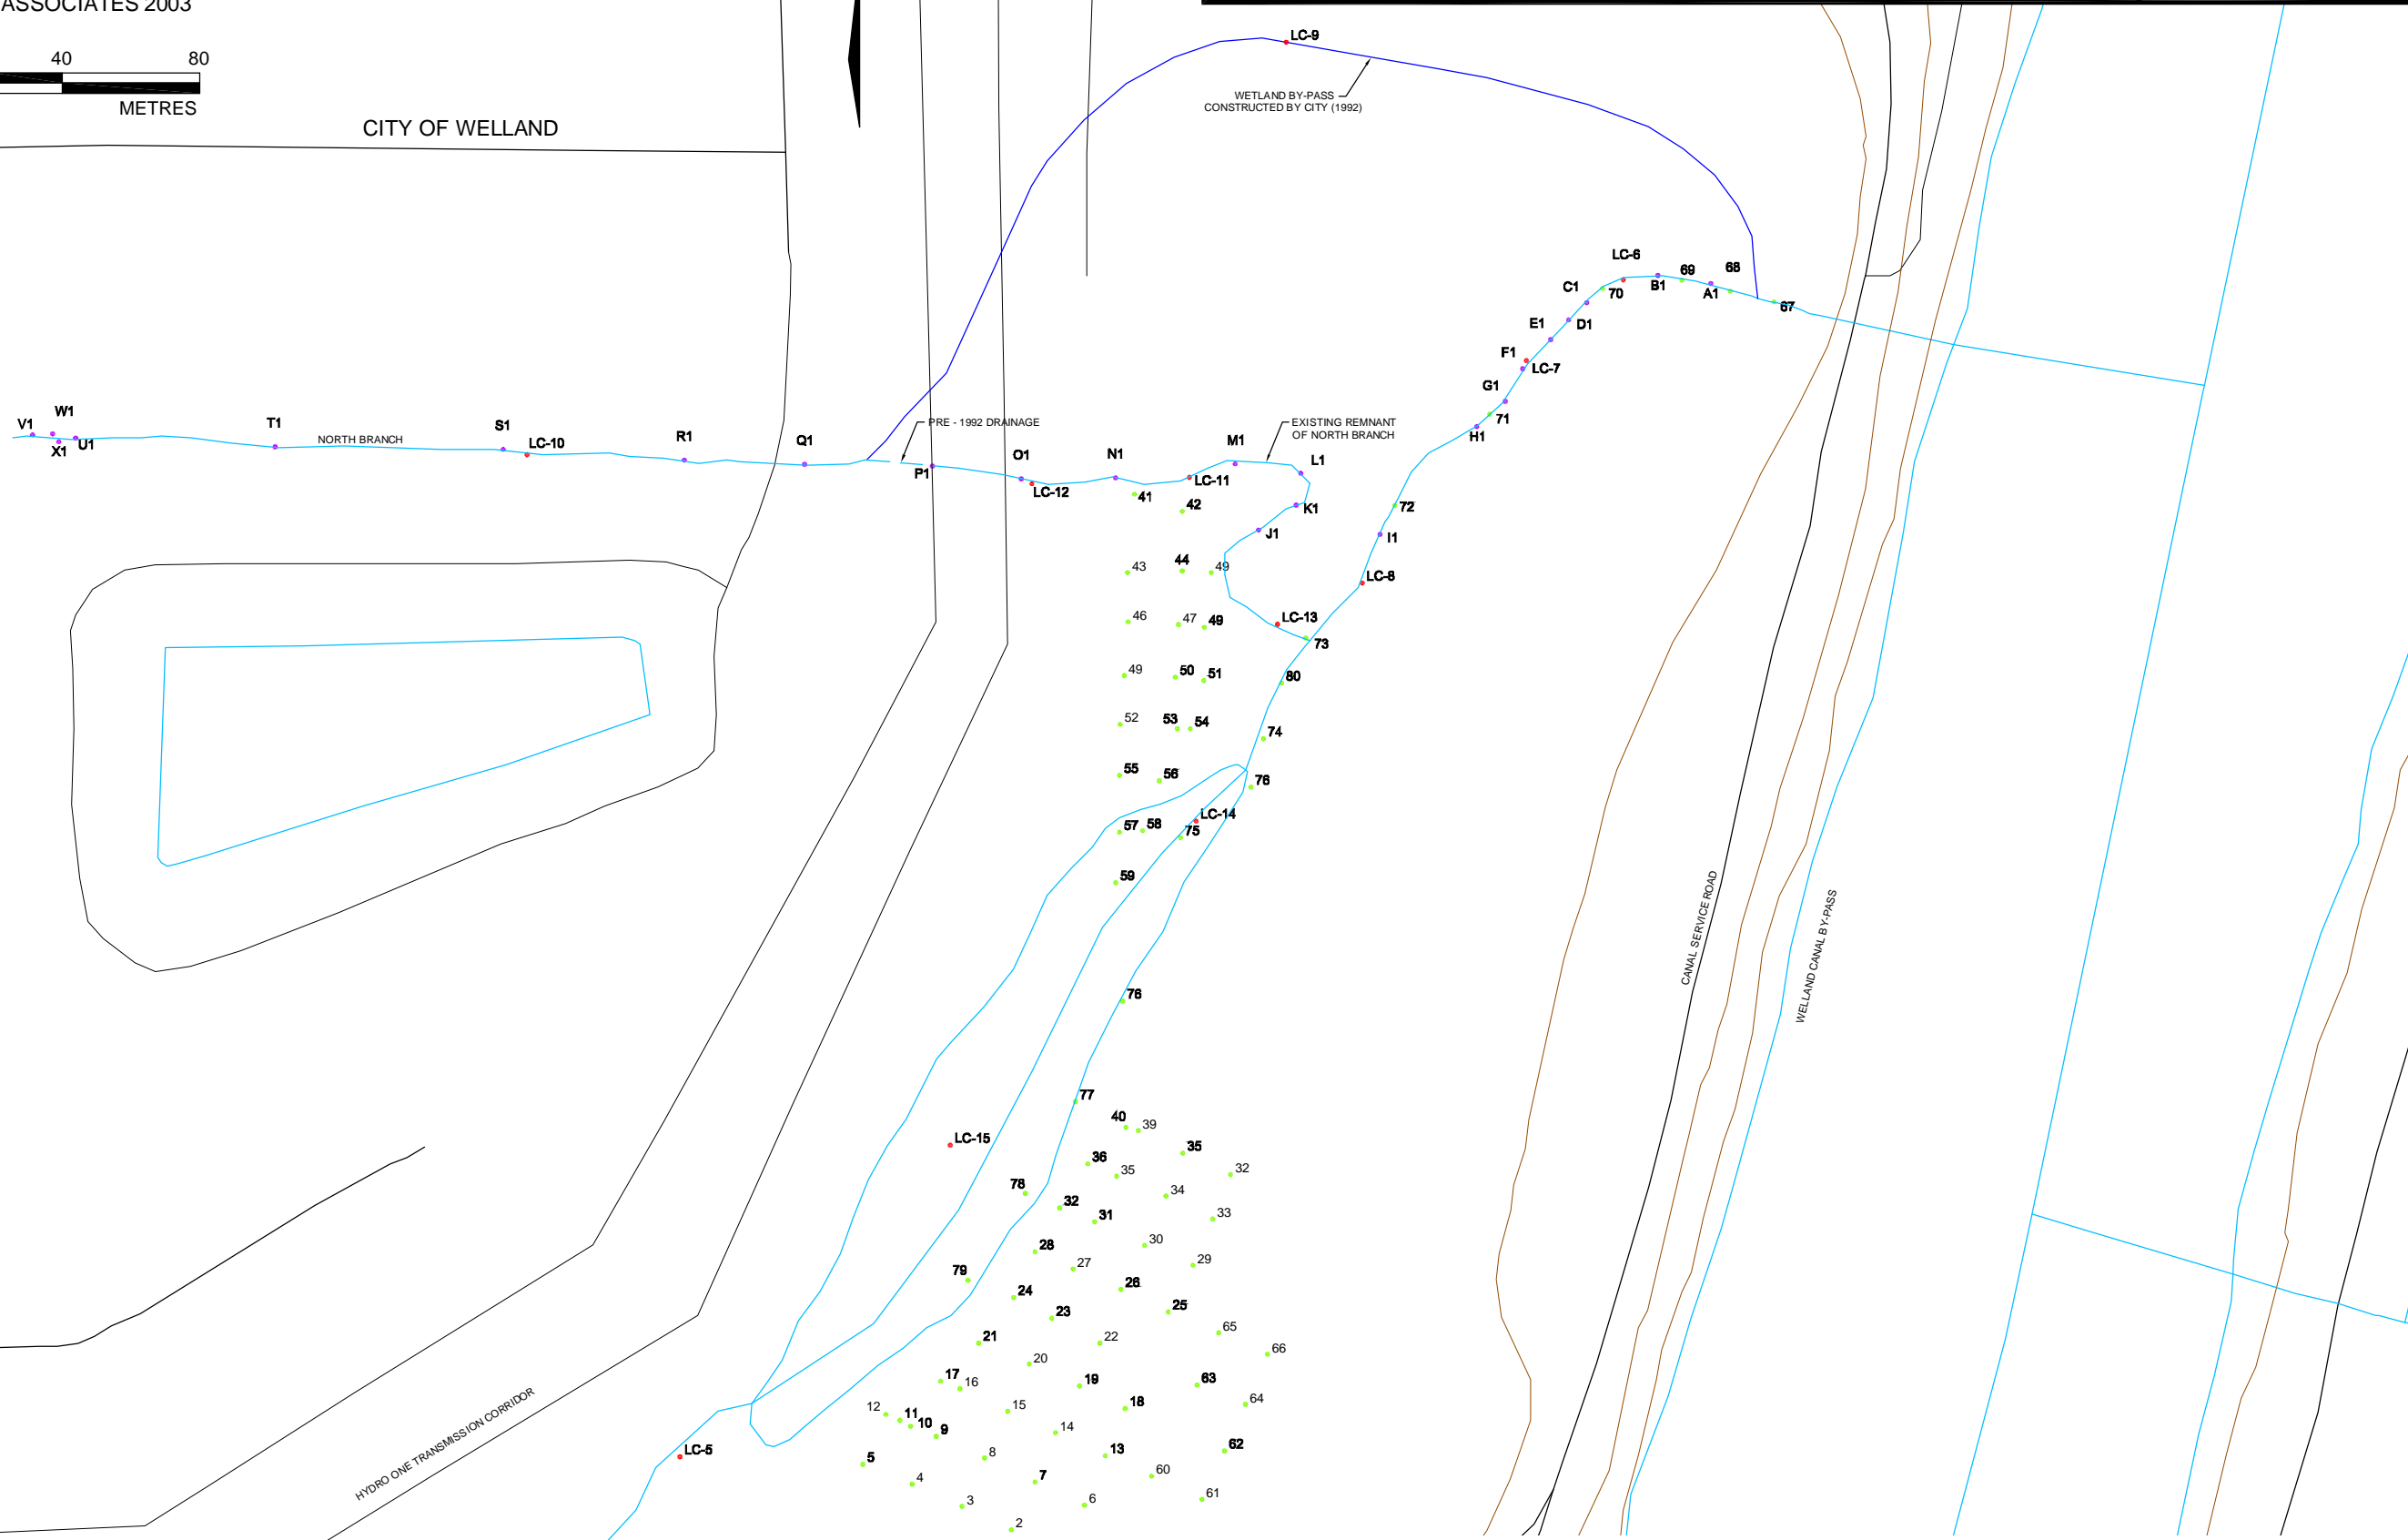 ASSOCIATES 2003
40 80
METRES
CITY OF WELLAND
LC-9
WETLAND BY-PASS
CONSTRUCTED BY CITY (1992)
LC-6
69
68
C1
70
B1
A1
67
E1
D1
F1
LC-7
G1
71
H1
V1
W1
X1
U1
T1
NORTH BRANCH
S1
LC-10
R1
Q1
PRE - 1992 DRAINAGE
P1
O1
LC-12
N1
41
M1
LC-11
42
EXISTING REMNANT
OF NORTH BRANCH
L1
K1
J1
72
I1
43
44
49
LC-8
46
47
49
LC-13
73
49
50
51
80
52
53
54
74
55
56
76
57
58
LC-14
75
59
CANAL SERVICE ROAD
WELLAND CANAL BY-PASS
76
77
40
39
LC-15
36
35
35
32
78
32
31
34
33
28
27
30
29
79
24
23
26
25
21
20
22
65
66
17
16
19
63
12
11
10
9
15
14
18
64
HYDRO ONE TRANSMISSION CORRIDOR
LC-5
5
4
8
7
13
60
62
3
2
6
61